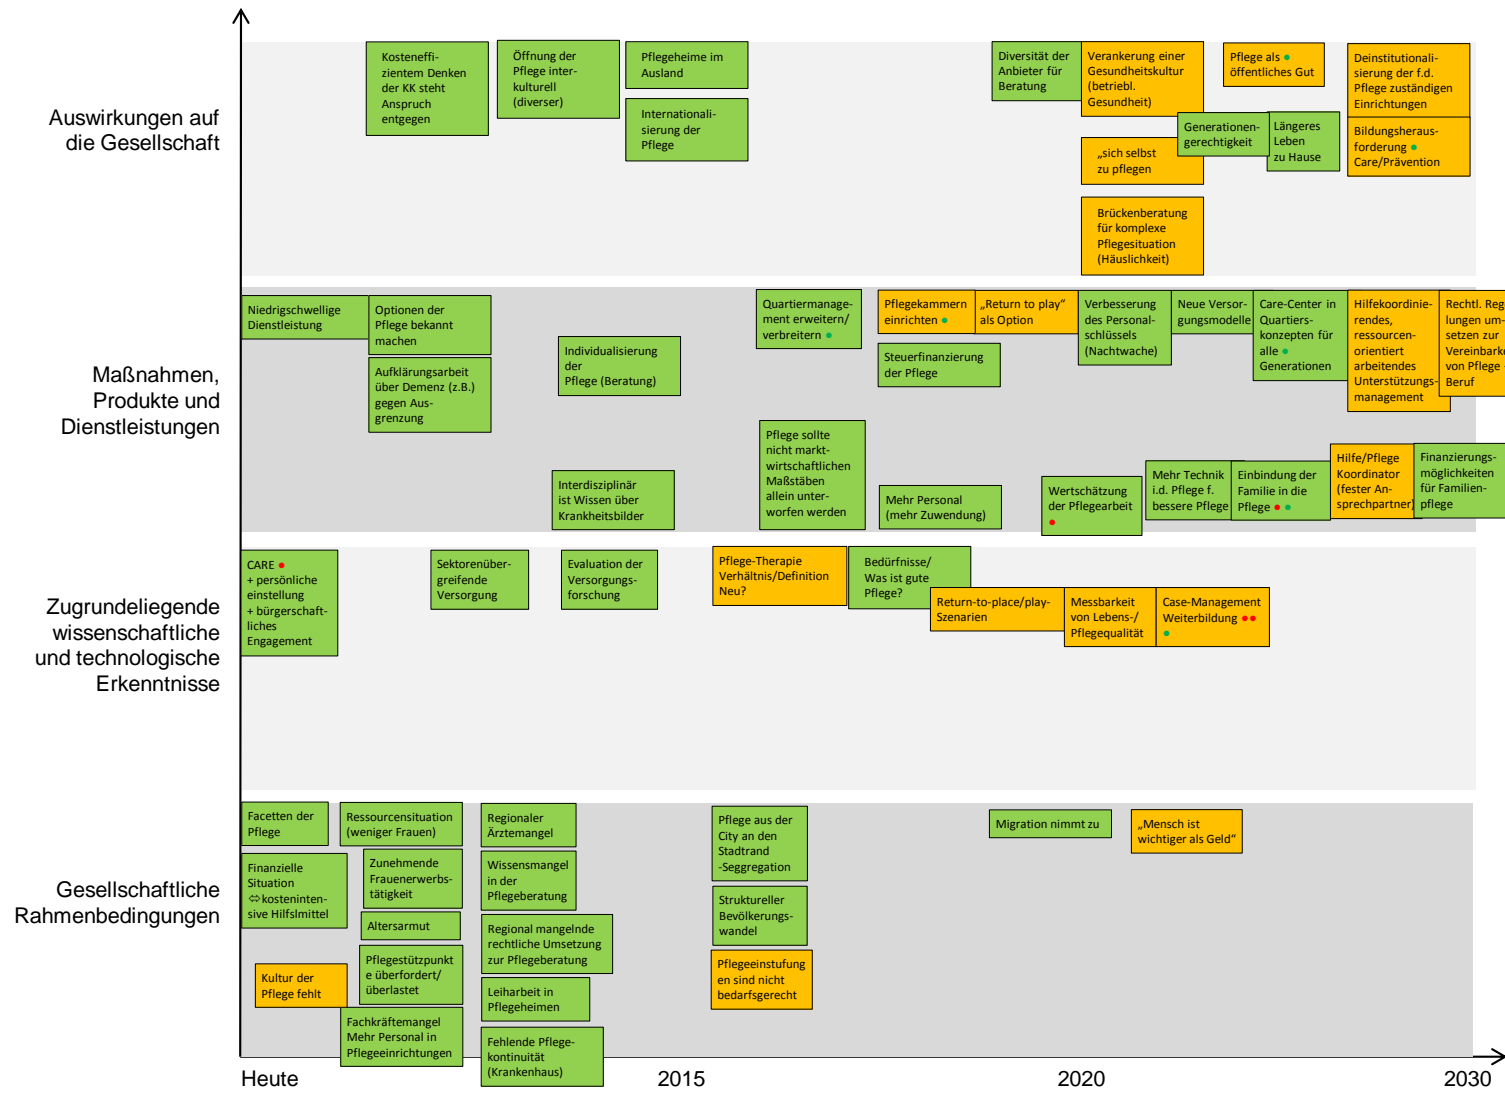 Auswirkungen auf
die Gesellschaft
Kosteneffi-
zientem Denken
der KK steht
Anspruch
entgegen
Öffnung der
Pflege inter-
kulturell
(diverser)
Pflegeheime im
Ausland
Internationali-
sierung der
Pflege
Diversität der
Anbieter für
Beratung
Verankerung einer
Gesundheitskultur
(betriebl.
Gesundheit)
„sich selbst
zu pflegen
Brückenberatung
für komplexe
Pflegesituation
(Häuslichkeit)
Pflege als
öffentliches Gut
Generationen-
gerechtigkeit
Längeres
Leben
zu Hause
Deinstitutionali-
sierung der f.d.
Pflege zuständigen
Einrichtungen
Bildungsheraus-
forderung
Care/Prävention
Maßnahmen,
Produkte und
Dienstleistungen
Niedrigschwellige
Dienstleistung
Optionen der
Pflege bekannt
machen
Aufklärungsarbeit
über Demenz (z.B.)
gegen Aus-
grenzung
Individualisierung
der
Pflege (Beratung)
Interdisziplinär
ist Wissen über
Krankheitsbilder
Quartiermanage-
ment erweitern/
verbreitern
Pflege sollte
nicht markt-
wirtschaftlichen
Maßstäben
allein unter-
worfen werden
Pflegekammern
einrichten
„Return to play“
als Option
Steuerfinanzierung
der Pflege
Mehr Personal
(mehr Zuwendung)
Verbesserung
des Personal-
schlüssels
(Nachtwache)
Neue Versor-
gungsmodelle
Care-Center in
Quartiers-
konzepten für
alle
Generationen
Hilfekoordinie-
rendes,
ressourcen-
orientiert
arbeitendes
Unterstützungs-
management
Rechtl. Reg
lungen um-
setzen zur
Vereinbarke
von Pflege
Beruf
Wertschätzung
der Pflegearbeit
Mehr Technik
i.d. Pflege f.
bessere Pflege
Einbindung der
Familie in die
Pflege
Hilfe/Pflege
Koordinator
(fester An-
sprechpartner)
Finanzierungs-
möglichkeiten
für Familien-
pflege
Zugrundeliegende
wissenschaftliche
und technologische
Erkenntnisse
CARE
+ persönliche
einstellung
+ bürgerschaft-
liches
Engagement
Sektorenüber-
greifende
Versorgung
Evaluation der
Versorgungs-
forschung
Pflege-Therapie
Verhältnis/Definition
Neu?
Bedürfnisse/
Was ist gute
Pflege?
Return-to-place/play-
Szenarien
Messbarkeit
von Lebens-/
Pflegequalität
Case-Management
Weiterbildung
Gesellschaftliche
Rahmenbedingungen
Facetten der
Pflege
Finanzielle
Situation
⇔kosteninten-
sive Hilfslmittel
Kultur der
Pflege fehlt
Ressourcensituation
(weniger Frauen)
Zunehmende
Frauenerwerbs-
tätigkeit
Altersarmut
Pflegestützpunkt
e überfordert/
überlastet
Fachkräftemangel
Mehr Personal in
Pflegeeinrichtungen
Regionaler
Ärztemangel
Wissensmangel
in der
Pflegeberatung
Regional mangelnde
rechtliche Umsetzung
zur Pflegeberatung
Leiharbeit in
Pflegeheimen
Fehlende Pflege-
kontinuität
(Krankenhaus)
Pflege aus der
City an den
Stadtrand
-Seggregation
Struktureller
Bevölkerungs-
wandel
Pflegeeinstufung
en sind nicht
bedarfsgerecht
Migration nimmt zu
„Mensch ist
wichtiger als Geld“
Heute
2015
2020
2030